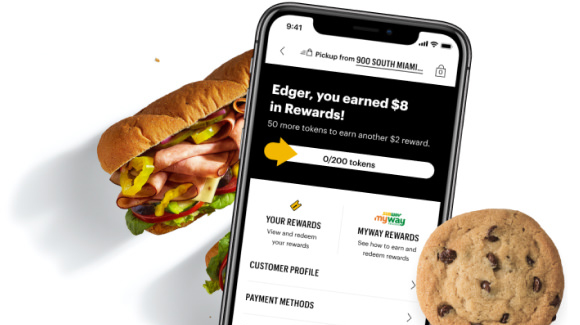 9:41
Pickup from 900 SOUTH MIAMI...
0
Edger, you earned $8
in Rewards!
50 more tokens to earn another $2 reward.
0/200 tokens
YOUR REWARDS
View and redeem
your rewards
SUBWAY
myway
MYWAY REWARDS
See how to earn and
redeem rewards
CUSTOMER PROFILE
PAYMENT METHODS